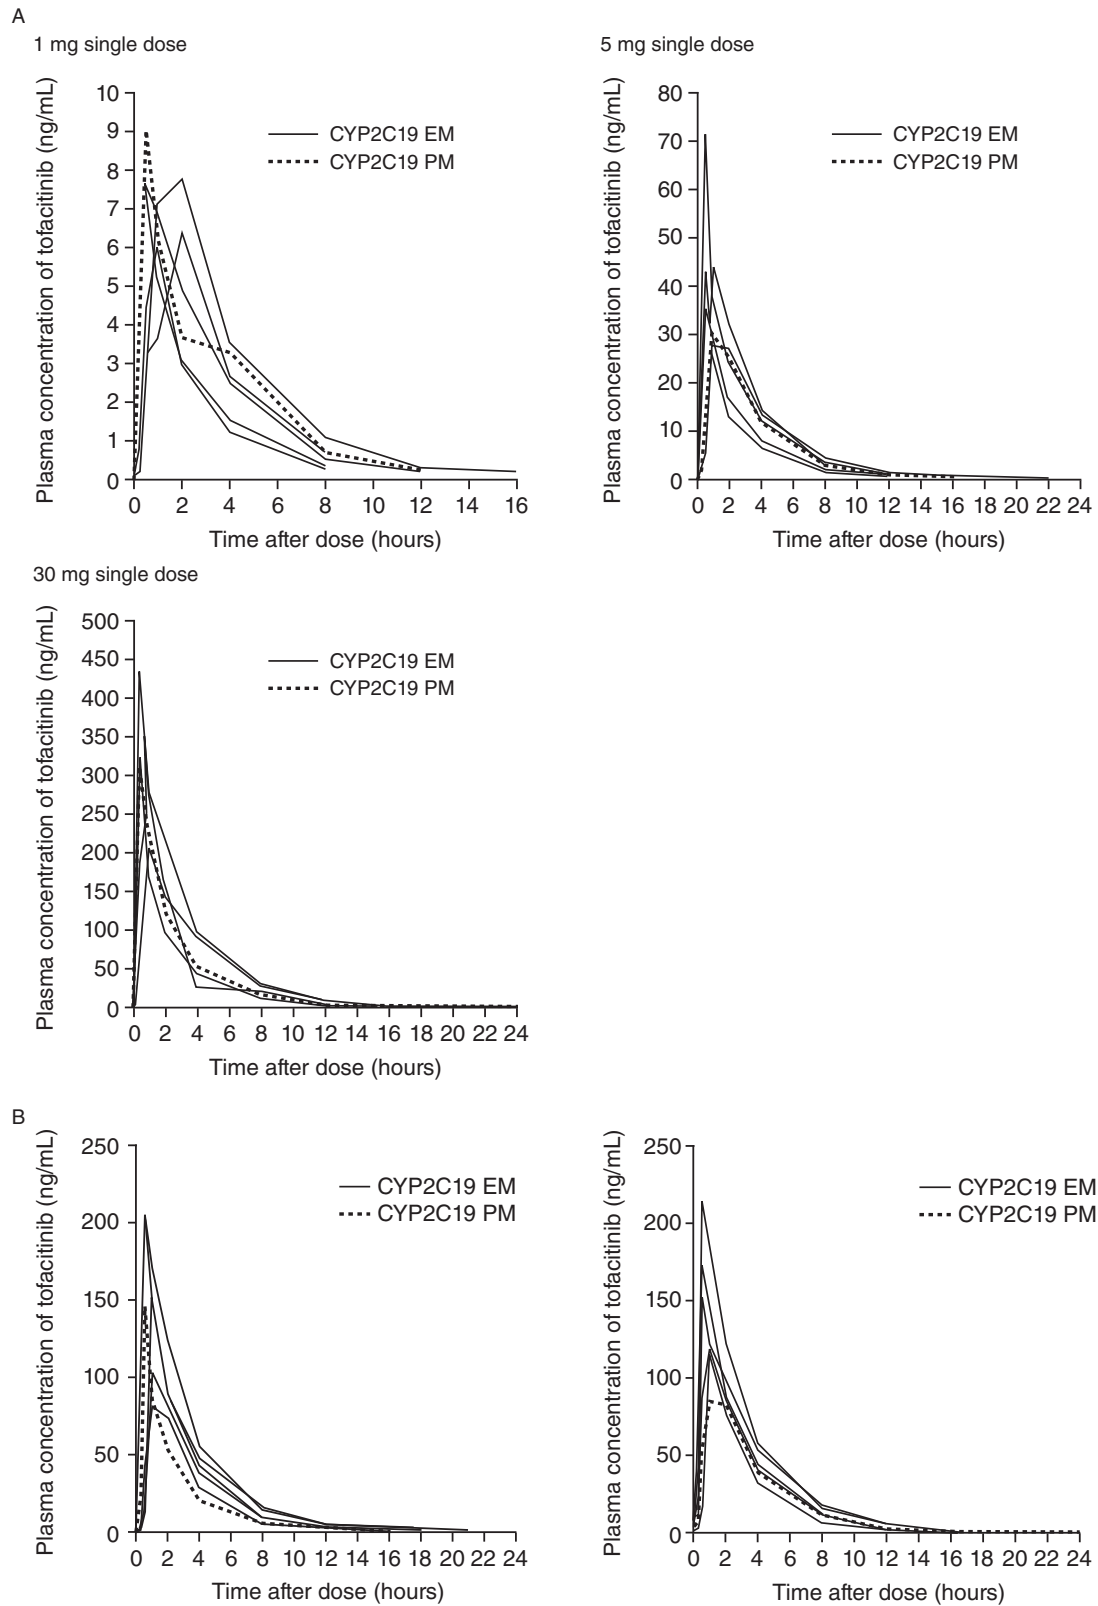 A
1 mg single dose
Plasma concentration of tofacitinib (ng/mL)
10
9
8
7
6
5
4
3
2
1
0
CYP2C19 EM
CYP2C19 PM
0 2 4 6 8 10 12 14 16
Time after dose (hours)
5 mg single dose
Plasma concentration of tofacitinib (ng/mL)
80
70
60
50
40
30
20
10
0
CYP2C19 EM
CYP2C19 PM
0 2 4 6 8 10 12 14 16 18 20 22 24
Time after dose (hours)
30 mg single dose
Plasma concentration of tofacitinib (ng/mL)
500
450
400
350
300
250
200
150
100
50
0
CYP2C19 EM
CYP2C19 PM
0 2 4 6 8 10 12 14 16 18 20 22 24
Time after dose (hours)
B
Plasma concentration of tofacitinib (ng/mL)
250
200
150
100
50
0
CYP2C19 EM
CYP2C19 PM
0 2 4 6 8 10 12 14 16 18 20 22 24
Time after dose (hours)
Plasma concentration of tofacitinib (ng/mL)
250
200
150
100
50
0
CYP2C19 EM
CYP2C19 PM
0 2 4 6 8 10 12 14 16 18 20 22 24
Time after dose (hours)